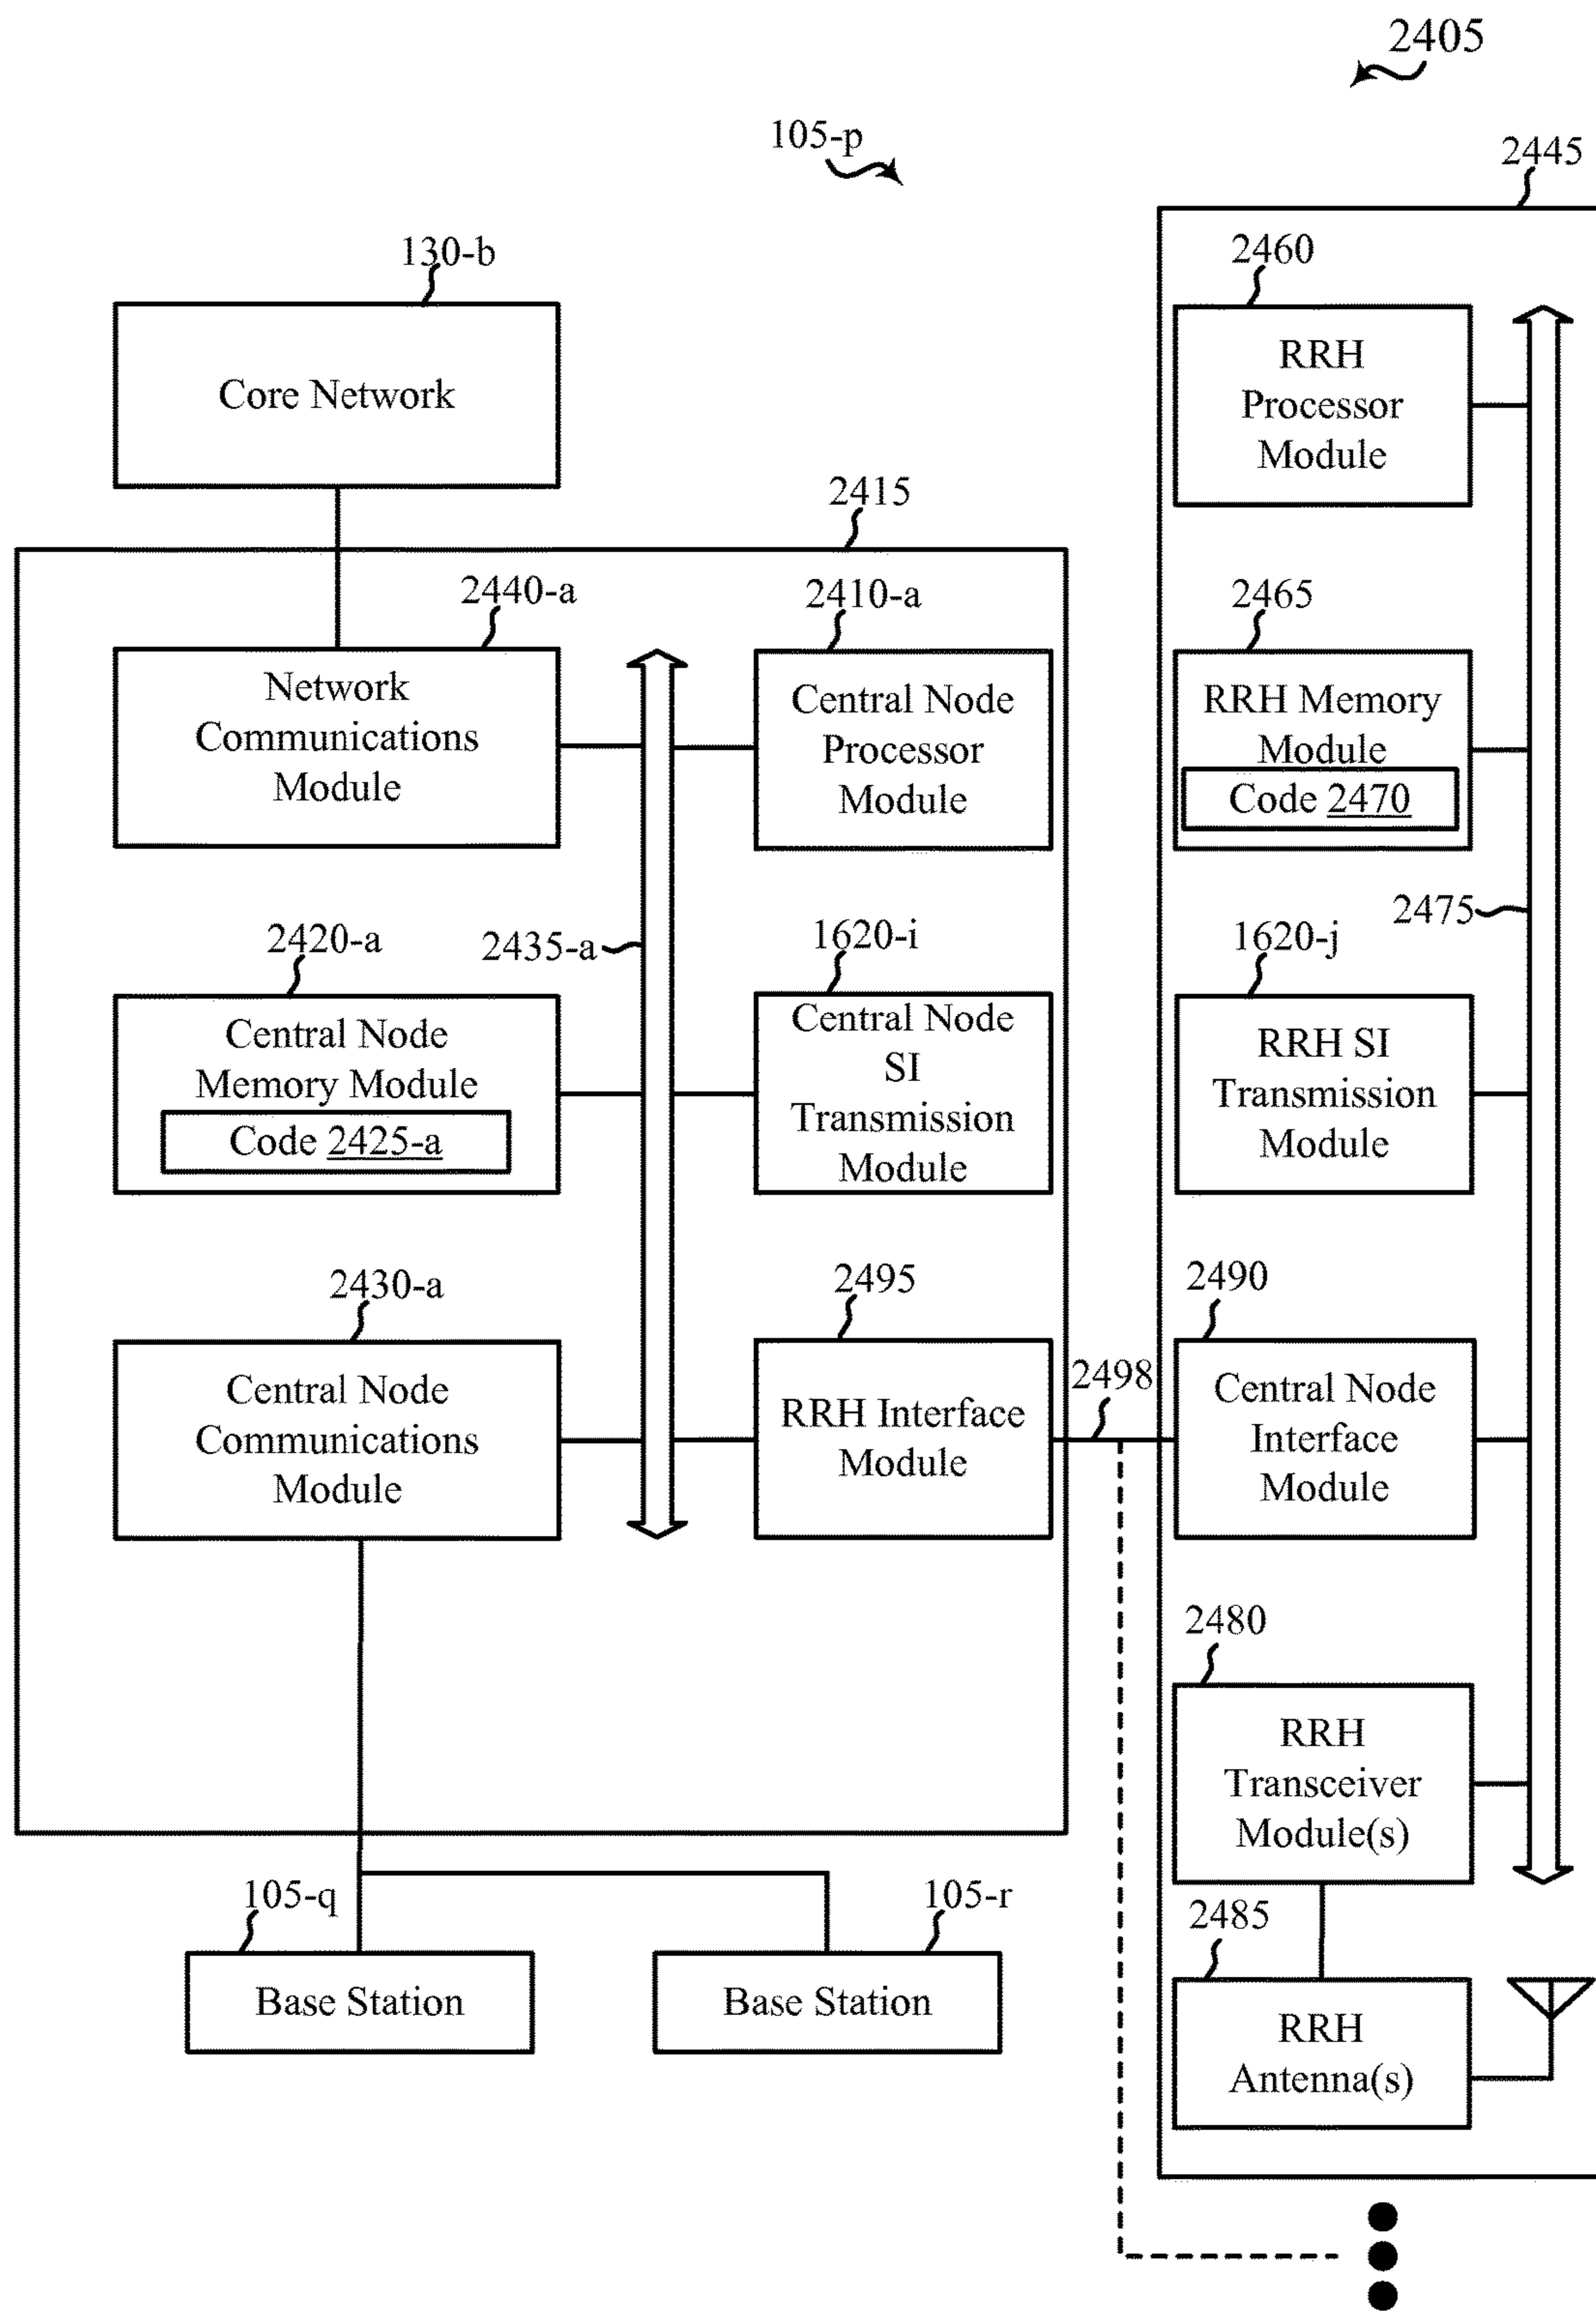 2405
105-p
2445
130-b
Core Network
2415
2440-a
Network
Communications
Module
2410-a
Central Node
Processor
Module
2420-a
Central Node
Memory Module
Code 2425-a
2435-a
1620-i
Central Node
SI
Transmission
Module
2430-a
Central Node
Communications
Module
2495
RRH Interface
Module
2498
105-q
Base Station
105-r
Base Station
2460
RRH
Processor
Module
2465
RRH Memory
Module
Code 2470
2475
1620-j
RRH SI
Transmission
Module
2490
Central Node
Interface
Module
2480
RRH
Transceiver
Module(s)
2485
RRH
Antenna(s)